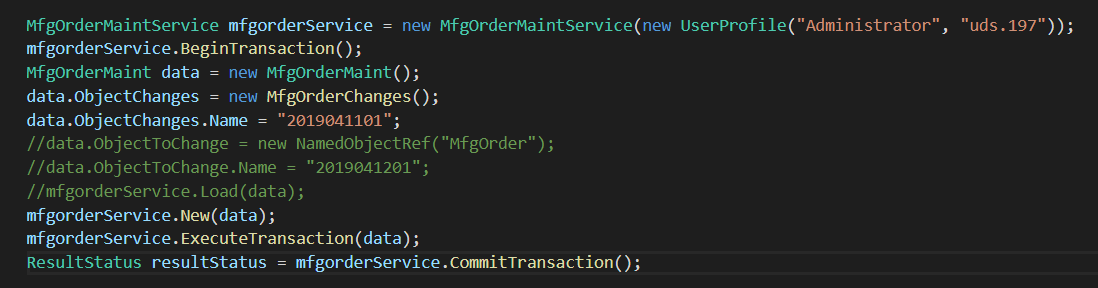 MfgOrderMaintService mfgorderService = new MfgOrderMaintService(new UserProfile("Administrator", "uds.197"));
mfgorderService.BeginTransaction();
MfgOrderMaint data = new MfgOrderMaint();
data.ObjectChanges = new MfgOrderChanges();
data.ObjectChanges.Name = "2019041101";
//data.ObjectToChange = new NamedObjectRef("MfgOrder");
//data.ObjectToChange.Name = "2019041201";
//mfgorderService.Load(data);
mfgorderService.New(data);
mfgorderService.ExecuteTransaction(data);
ResultStatus resultStatus = mfgorderService.CommitTransaction();